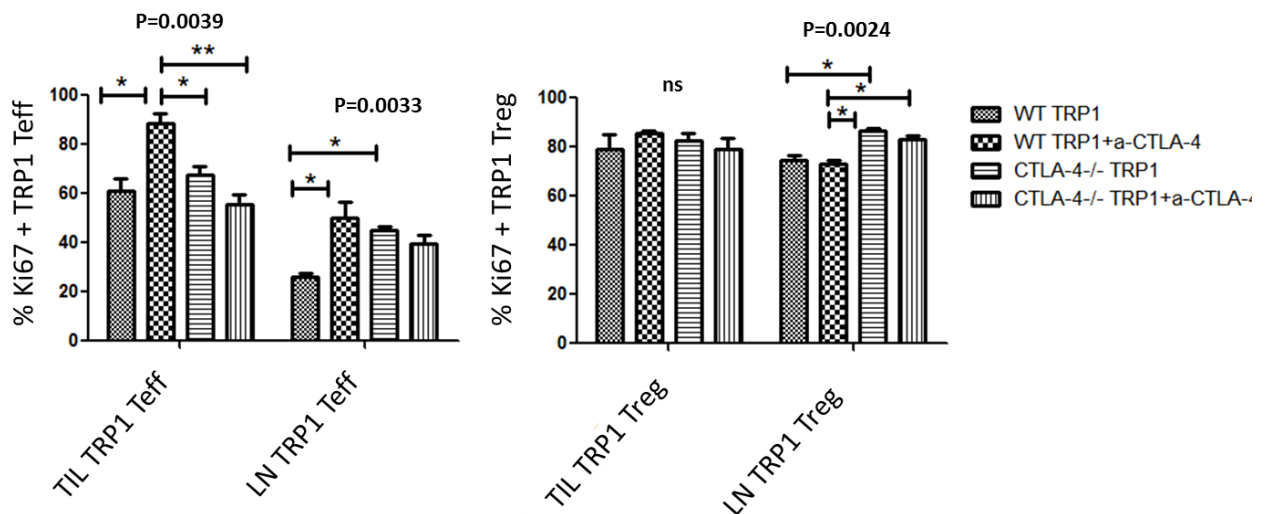 P=0.0039
**
*
*
P=0.0033
*
*
% Ki67 + TRP1 Teff
100
80
60
40
20
0
TIL TRP1 Teff
LN TRP1 Teff
P=0.0024
ns
*
*
*
% Ki67 + TRP1 Treg
100
80
60
40
20
0
TIL TRP1 Treg
LN TRP1 Treg
WT TRP1
WT TRP1+a-CTLA-4
CTLA-4-/- TRP1
CTLA-4-/- TRP1+a-CTLA-4